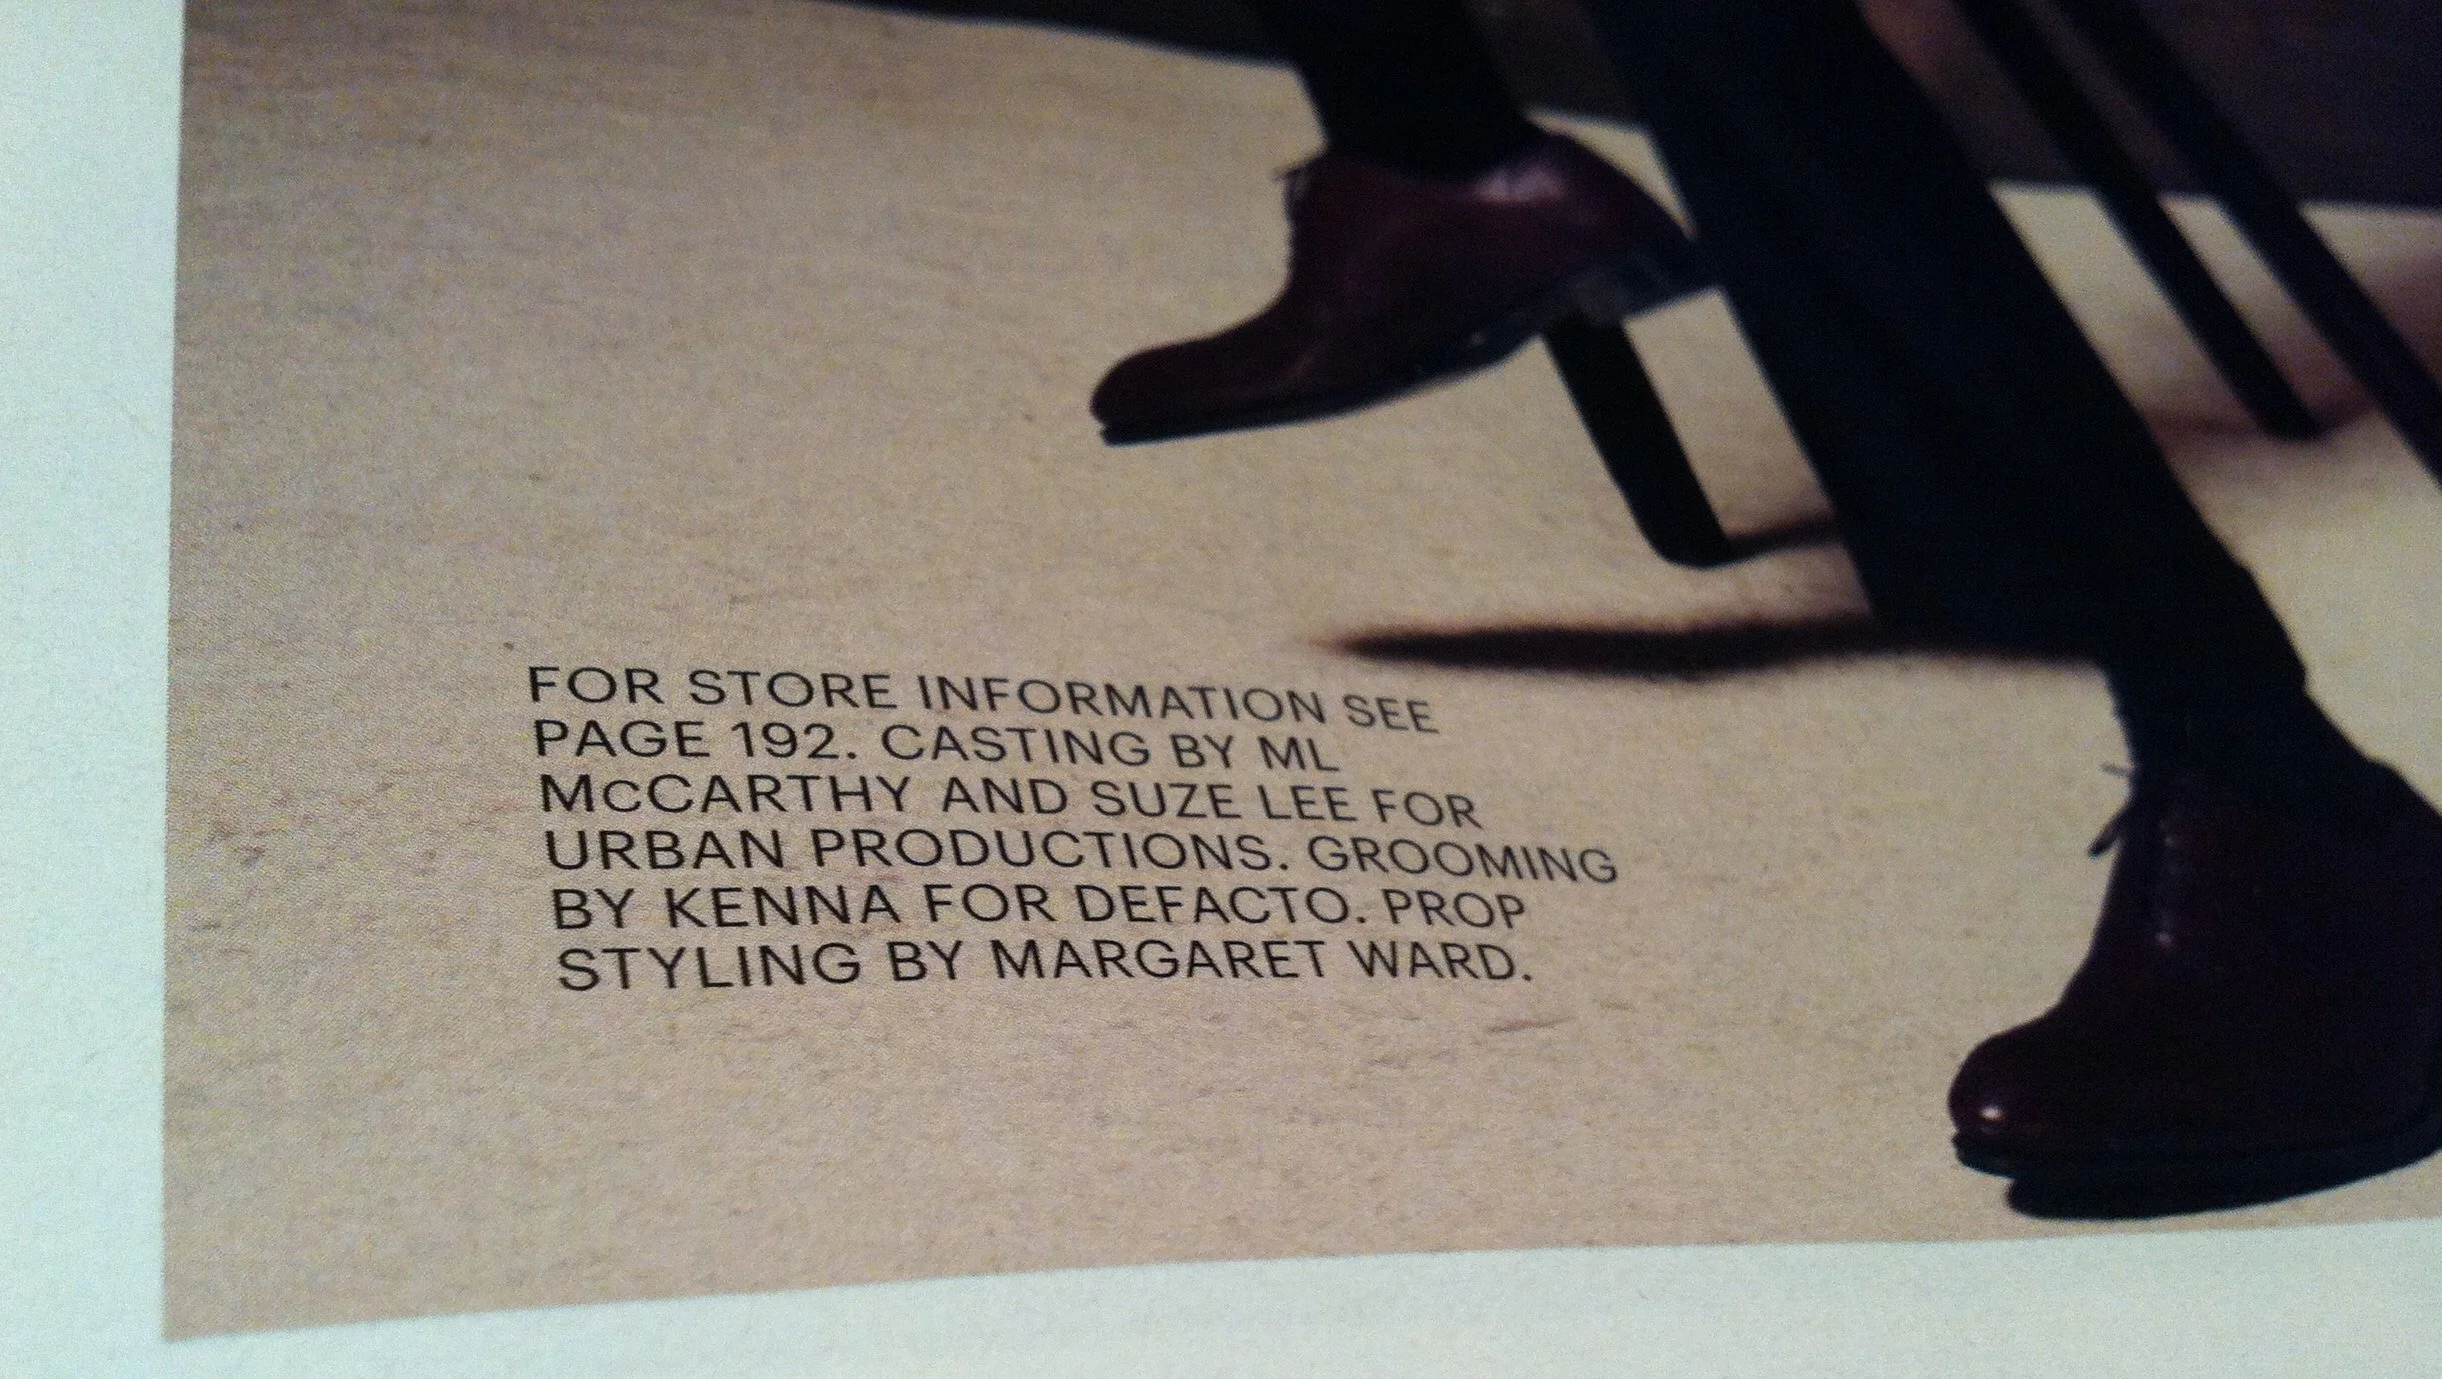 FOR STORE INFORMATION SEE
PAGE 192. CASTING BY ML
McCARTHY AND SUZE LEE FOR
URBAN PRODUCTIONS. GROOMING
BY KENNA FOR DEFACTO. PROP
STYLING BY MARGARET WARD.